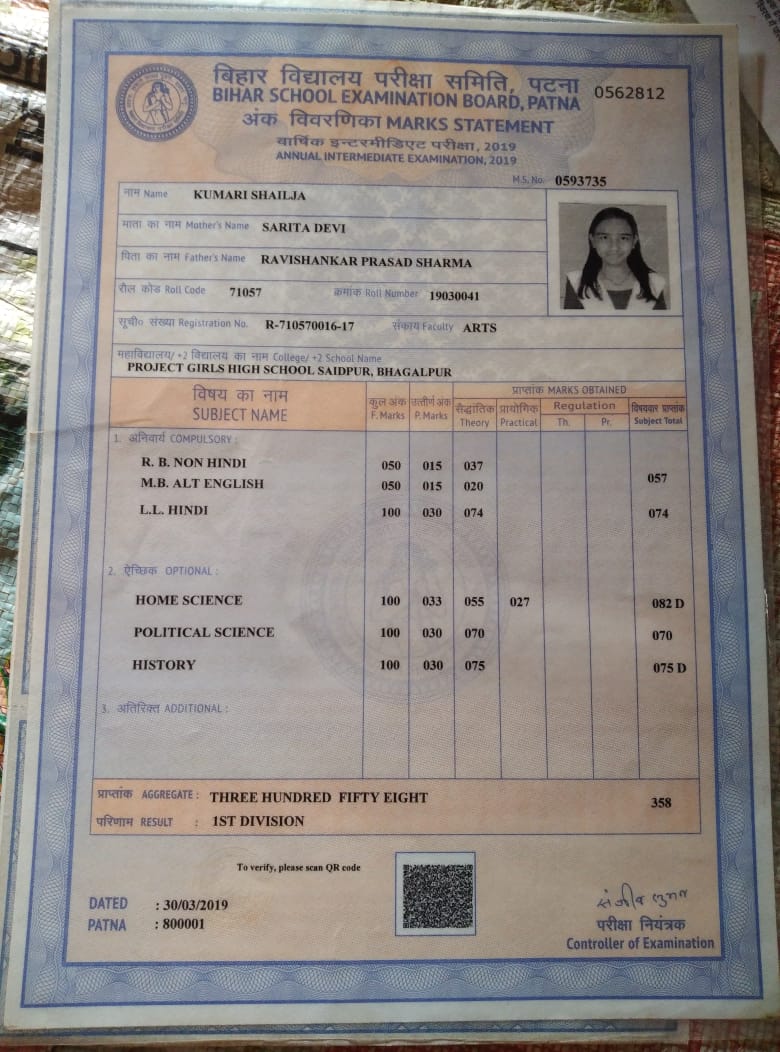 बिहार विद्यालय परीक्षा समिति, पटना
BIHAR SCHOOL EXAMINATION BOARD, PATNA
0562812
अंक विवरणिका MARKS STATEMENT
वार्षिक इन्टरमीडिएट परीक्षा, 2019
ANNUAL INTERMEDIATE EXAMINATION, 2019
M.S. No. 0593735
नाम Name KUMARI SHAILJA
माता का नाम Mother's Name SARITA DEVI
पिता का नाम Father's Name RAVISHANKAR PRASAD SHARMA
रौल कोड Roll Code 71057 क्रमांक Roll Number 19030041
सूची० संख्या Registration No. R-710570016-17 संकाय Faculty ARTS
महाविद्यालय/ +2 विद्यालय का नाम College/ +2 School Name
PROJECT GIRLS HIGH SCHOOL SAIDPUR, BHAGALPUR
विषय का नाम
SUBJECT NAME
कुल अंक
F. Marks
उत्तीर्ण अंक
P. Marks
प्राप्तांक MARKS OBTAINED
सैद्धांतिक
Theory
प्रायोगिक
Practical
Regulation
Th. Pr.
विषयवार प्राप्तांक
Subject Total
1. अनिवार्य COMPULSORY :
R. B. NON HINDI 050 015 037
M.B. ALT ENGLISH 050 015 020 057
L.L. HINDI 100 030 074 074
2. ऐच्छिक OPTIONAL :
HOME SCIENCE 100 033 055 027 082 D
POLITICAL SCIENCE 100 030 070 070
HISTORY 100 030 075 075 D
3. अतिरिक्त ADDITIONAL :
प्राप्तांक AGGREGATE : THREE HUNDRED FIFTY EIGHT 358
परिणाम RESULT : 1ST DIVISION
To verify, please scan QR code
DATED : 30/03/2019
PATNA : 800001
परीक्षा नियंत्रक
Controller of Examination